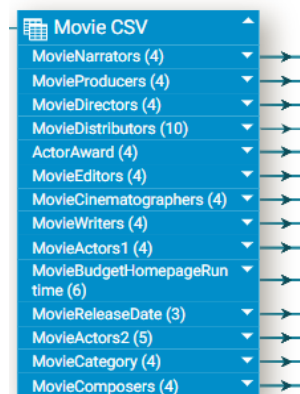 Movie CSV
MovieNarrators (4)
MovieProducers (4)
MovieDirectors (4)
MovieDistributors (10)
ActorAward (4)
MovieEditors (4)
MovieCinematographers (4)
MovieWriters (4)
MovieActors1 (4)
MovieBudgetHomepageRun
time (6)
MovieReleaseDate (3)
MovieActors2 (5)
MovieCategory (4)
MovieComposers (4)